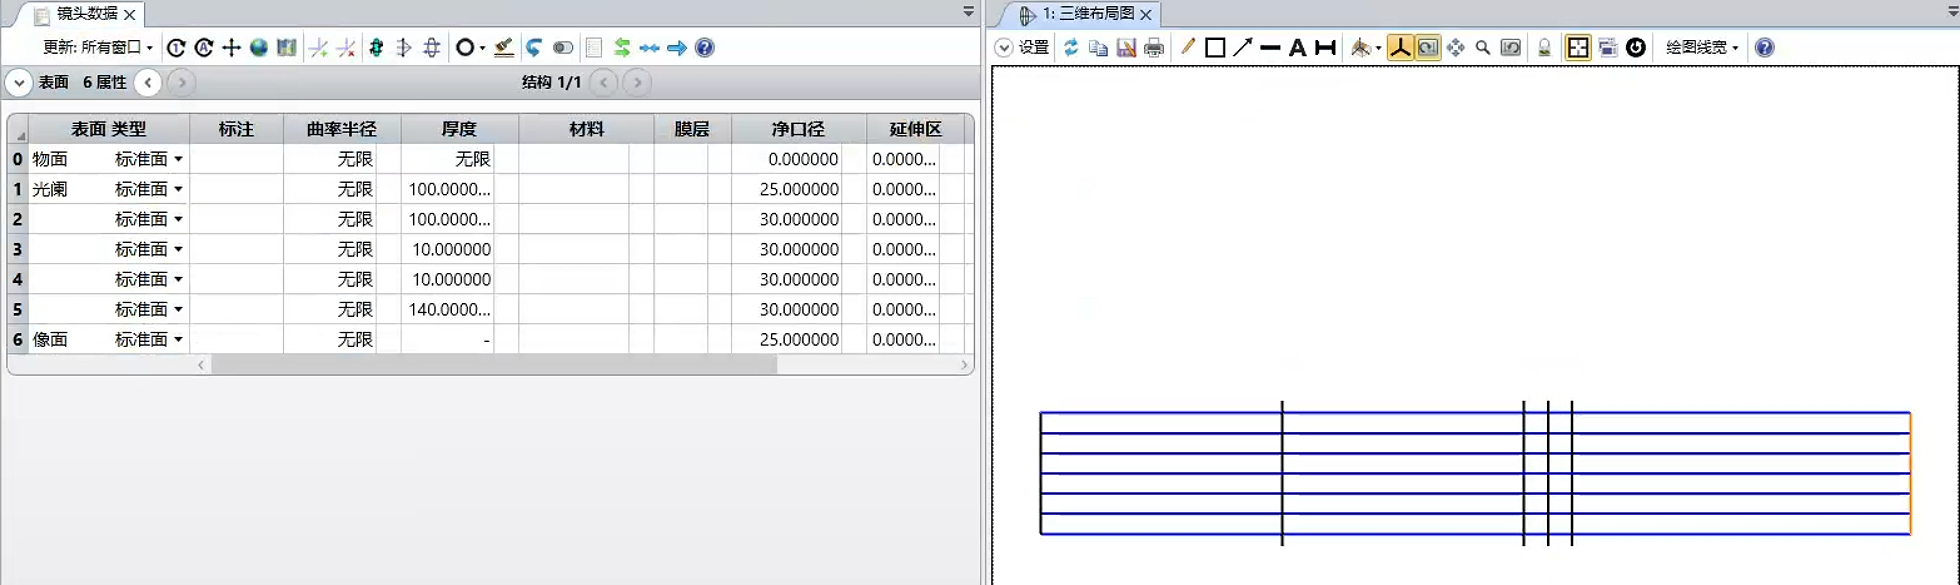 镜头数据
更新: 所有窗口
表面 6 属性 结构 1/1
表面 类型 标注 曲率半径 厚度 材料 膜层 净口径 延伸区
0 物面 标准面 无限 无限 0.000000 0.0000...
1 光阑 标准面 无限 100.0000... 25.000000 0.0000...
2 标准面 无限 100.0000... 30.000000 0.0000...
3 标准面 无限 10.000000 30.000000 0.0000...
4 标准面 无限 10.000000 30.000000 0.0000...
5 标准面 无限 140.0000... 30.000000 0.0000...
6 像面 标准面 无限 - 25.000000 0.0000...
1: 三维布局图
设置 A 绘图线宽